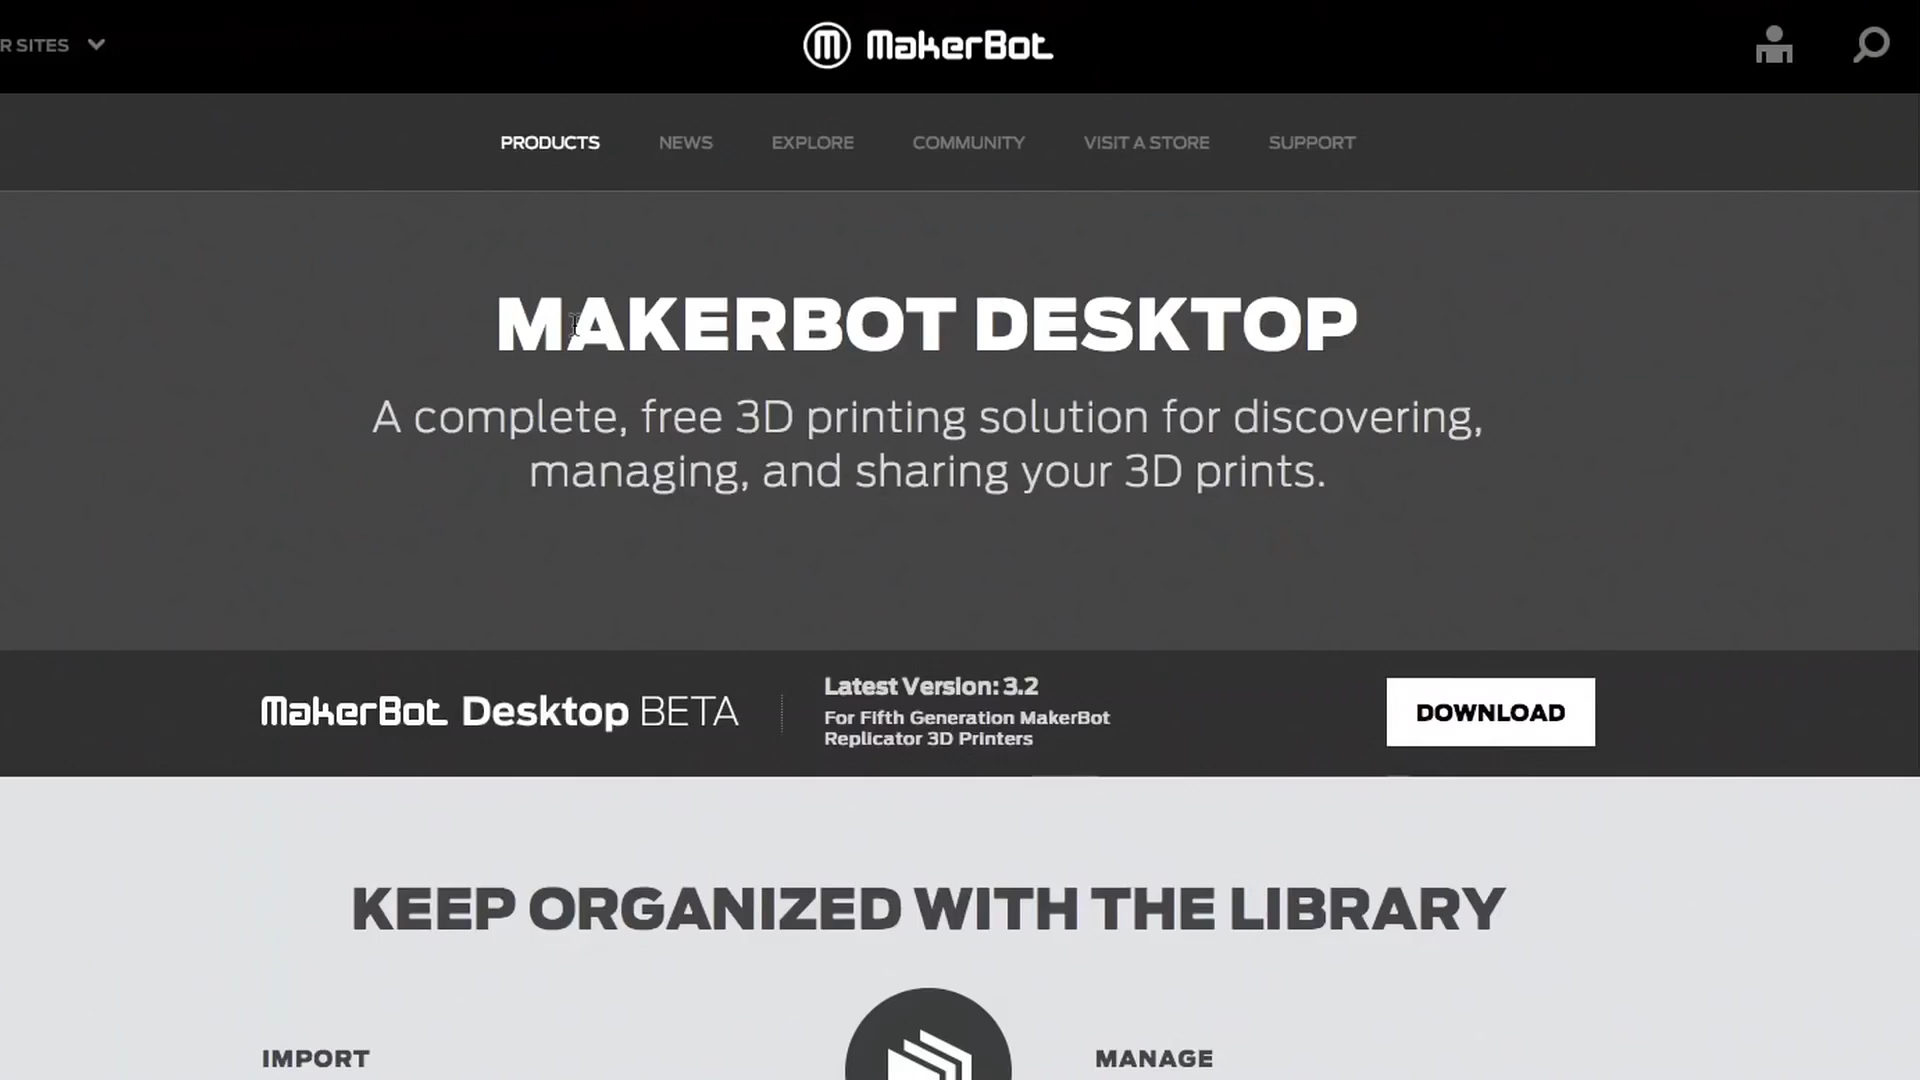 R SITES
MakerBot
PRODUCTS NEWS EXPLORE COMMUNITY VISIT A STORE SUPPORT
MAKERBOT DESKTOP
A complete, free 3D printing solution for discovering,
managing, and sharing your 3D prints.
MakerBot Desktop BETA
Latest Version: 3.2
For Fifth Generation MakerBot
Replicator 3D Printers
DOWNLOAD
KEEP ORGANIZED WITH THE LIBRARY
IMPORT
MANAGE